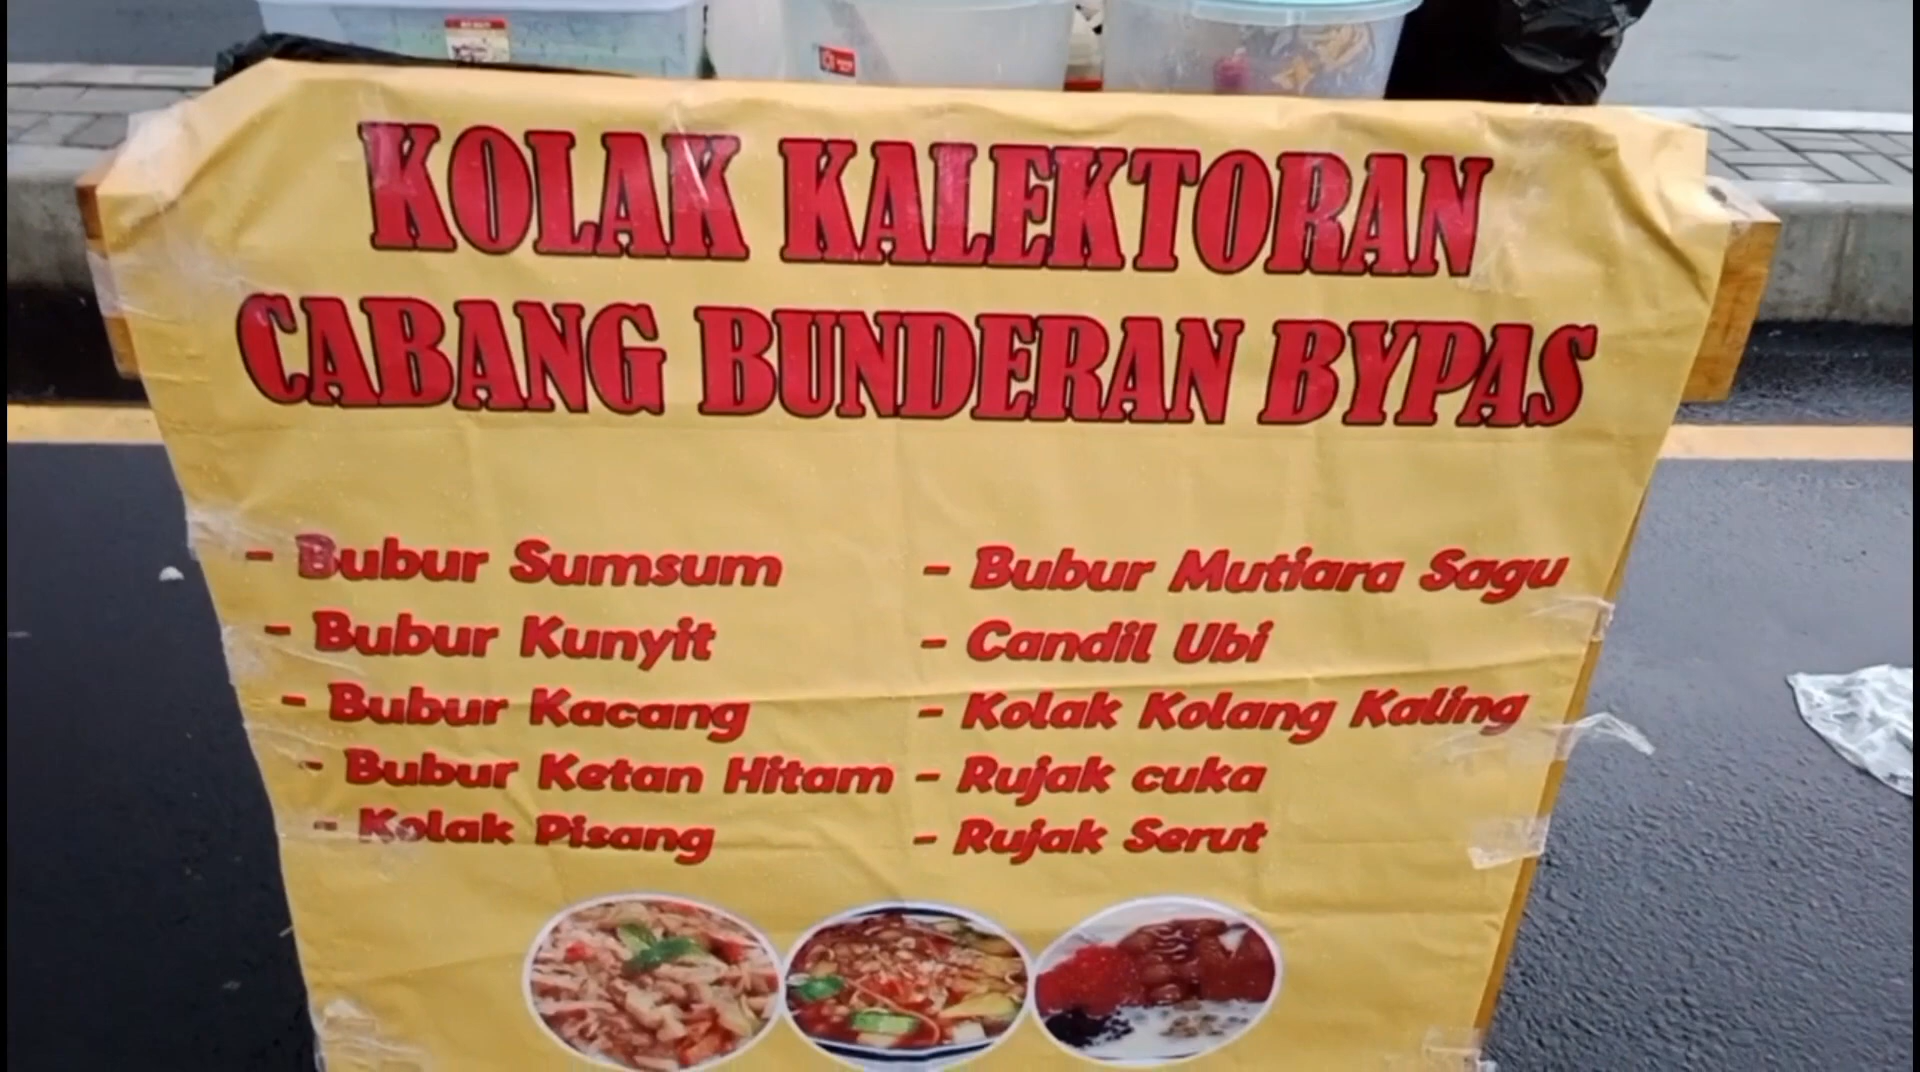 KOLAK KALEKTORAN
CABANG BUNDERAN BYPAS
- Bubur Sumsum
- Bubur Kunyit
- Bubur Kacang
- Bubur Ketan Hitam
- Kolak Pisang
- Bubur Mutiara Sagu
- Candil Ubi
- Kolak Kolang Kaling
- Rujak cuka
- Rujak Serut